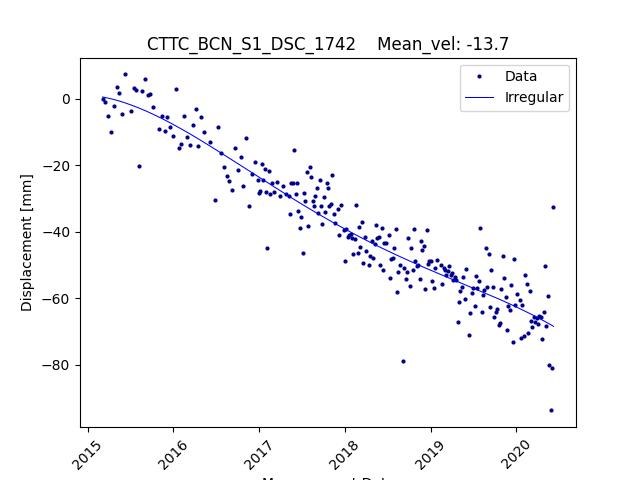 CTTC_BCN_S1_DSC_1742    Mean_vel: -13.7
Data
Irregular
Displacement [mm]
0
−20
−40
−60
−80
2015
2016
2017
2018
2019
2020